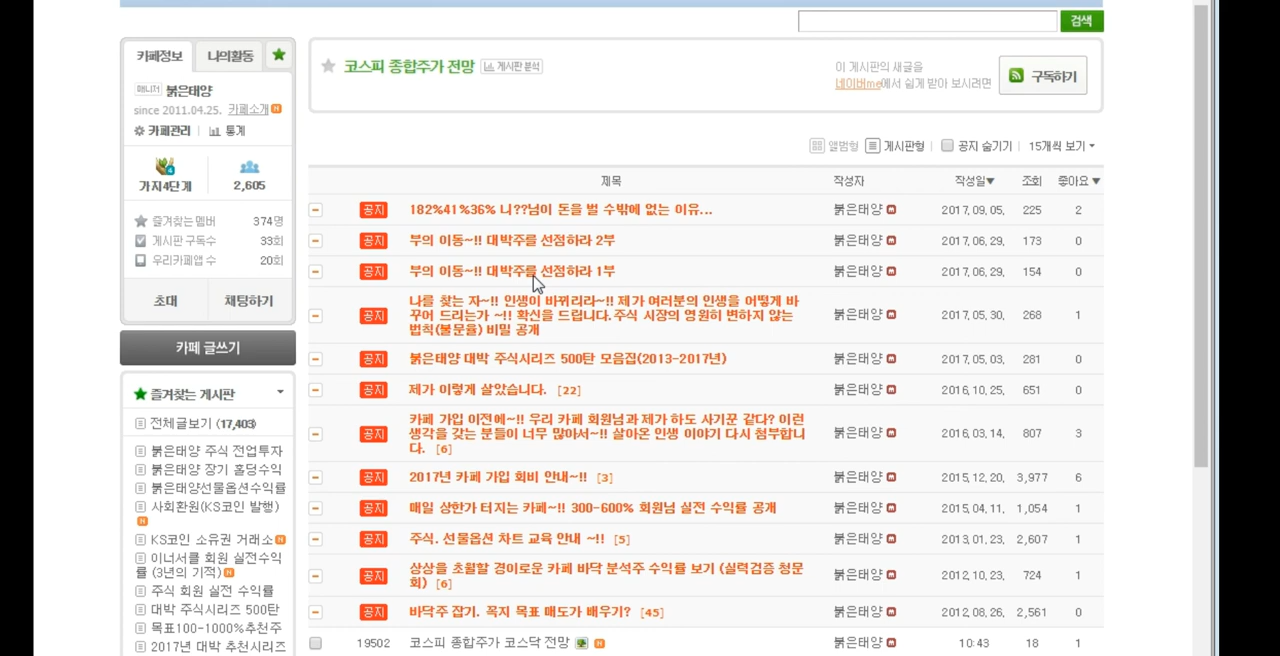 검색
카페정보 나의활동
매니저 붉은태양
since 2011.04.25. 카페소개
카페관리 통계
가지4단계 2,605
즐겨찾는 멤버 374명
게시판 구독수 33회
우리카페앱 수 20회
초대 채팅하기
카페 글쓰기
즐겨찾는 게시판
전체글보기 (17,403)
붉은태양 주식 전업투자
붉은태양 장기 홀딩수익
붉은태양선물옵션수익률
사회환원(KS코인 발행)
KS코인 소유권 거래소
이너서클 회원 실전수익
률 (3년의 기적)
주식 회원 실전 수익률
대박 주식시리즈 500탄
목표100-1000%추천주
2017년 대박 추천시리즈
코스피 종합주가 전망 게시판 분석
이 게시판의 새글을
네이버me에서 쉽게 받아 보시려면
구독하기
앨범형 게시판형 공지 숨기기 15개씩 보기
제목 작성자 작성일▼ 조회 좋아요▼
공지 182%41%36% 니??님이 돈을 벌 수밖에 없는 이유... 붉은태양 2017.09.05. 225 2
공지 부의 이동~!! 대박주를 선점하라 2부 붉은태양 2017.06.29. 173 0
공지 부의 이동~!! 대박주를 선점하라 1부 붉은태양 2017.06.29. 154 0
나를 찾는 자~!! 인생이 바뀌리라~!! 제가 여러분의 인생을 어떻게 바
공지 꾸어 드리는가 ~!! 확신을 드립니다.주식 시장의 영원히 변하지 않는 붉은태양 2017.05.30. 268 1
법칙(불문율) 비밀 공개
공지 붉은태양 대박 주식시리즈 500탄 모음집(2013-2017년) 붉은태양 2017.05.03. 281 0
공지 제가 이렇게 살았습니다. [22] 붉은태양 2016.10.25. 651 0
카페 가입 이전에~!! 우리 카페 회원님과 제가 하도 사기꾼 같다? 이런
공지 생각을 갖는 분들이 너무 많아서~!! 살아온 인생 이야기 다시 첨부합니 붉은태양 2016.03.14. 807 3
다. [6]
공지 2017년 카페 가입 회비 안내~!! [3] 붉은태양 2015.12.20. 3,977 6
공지 매일 상한가 터지는 카페~!! 300-600% 회원님 실전 수익률 공개 붉은태양 2015.04.11. 1,054 1
공지 주식. 선물옵션 차트 교육 안내 ~!! [5] 붉은태양 2013.01.23. 2,607 1
상상을 초월할 경이로운 카페 바닥 분석주 수익률 보기 (실력검증 청문
공지 회) [6] 붉은태양 2012.10.23. 724 1
공지 바닥주 잡기. 꼭지 목표 매도가 배우기? [45] 붉은태양 2012.08.26. 2,561 0
19502 코스피 종합주가 코스닥 전망 붉은태양 10:43 18 1